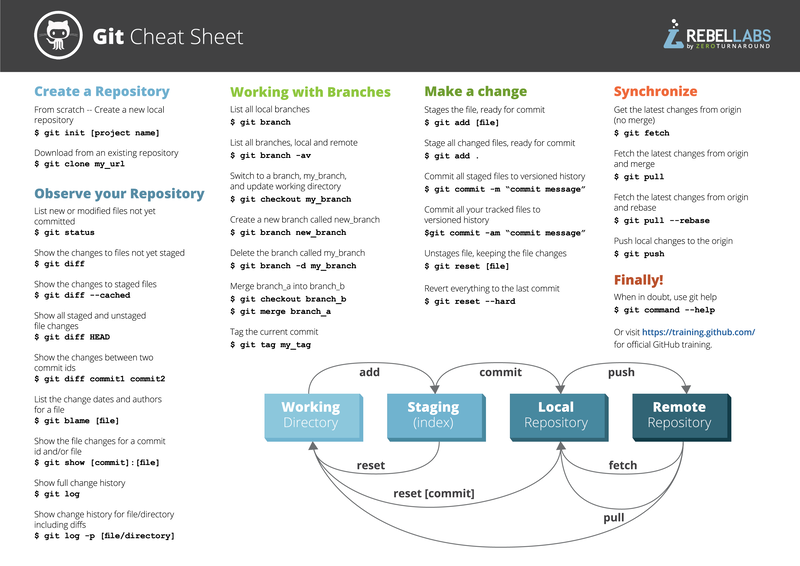 Git Cheat Sheet
REBELLABS
by ZEROTURNAROUND
Create a Repository
From scratch -- Create a new local
repository
$ git init [project name]
Download from an existing repository
$ git clone my_url
Observe your Repository
List new or modified files not yet
committed
$ git status
Show the changes to files not yet staged
$ git diff
Show the changes to staged files
$ git diff --cached
Show all staged and unstaged
file changes
$ git diff HEAD
Show the changes between two
commit ids
$ git diff commit1 commit2
List the change dates and authors
for a file
$ git blame [file]
Show the file changes for a commit
id and/or file
$ git show [commit]:[file]
Show full change history
$ git log
Show change history for file/directory
including diffs
$ git log -p [file/directory]
Working with Branches
List all local branches
$ git branch
List all branches, local and remote
$ git branch -av
Switch to a branch, my_branch,
and update working directory
$ git checkout my_branch
Create a new branch called new_branch
$ git branch new_branch
Delete the branch called my_branch
$ git branch -d my_branch
Merge branch_a into branch_b
$ git checkout branch_b
$ git merge branch_a
Tag the current commit
$ git tag my_tag
Make a change
Stages the file, ready for commit
$ git add [file]
Stage all changed files, ready for commit
$ git add .
Commit all staged files to versioned history
$ git commit -m “commit message”
Commit all your tracked files to
versioned history
$git commit -am “commit message”
Unstages file, keeping the file changes
$ git reset [file]
Revert everything to the last commit
$ git reset --hard
Synchronize
Get the latest changes from origin
(no merge)
$ git fetch
Fetch the latest changes from origin
and merge
$ git pull
Fetch the latest changes from origin
and rebase
$ git pull --rebase
Push local changes to the origin
$ git push
Finally!
When in doubt, use git help
$ git command --help
Or visit https://training.github.com/
for official GitHub training.
add
commit
push
Working
Directory
Staging
(index)
Local
Repository
Remote
Repository
reset
fetch
reset [commit]
pull